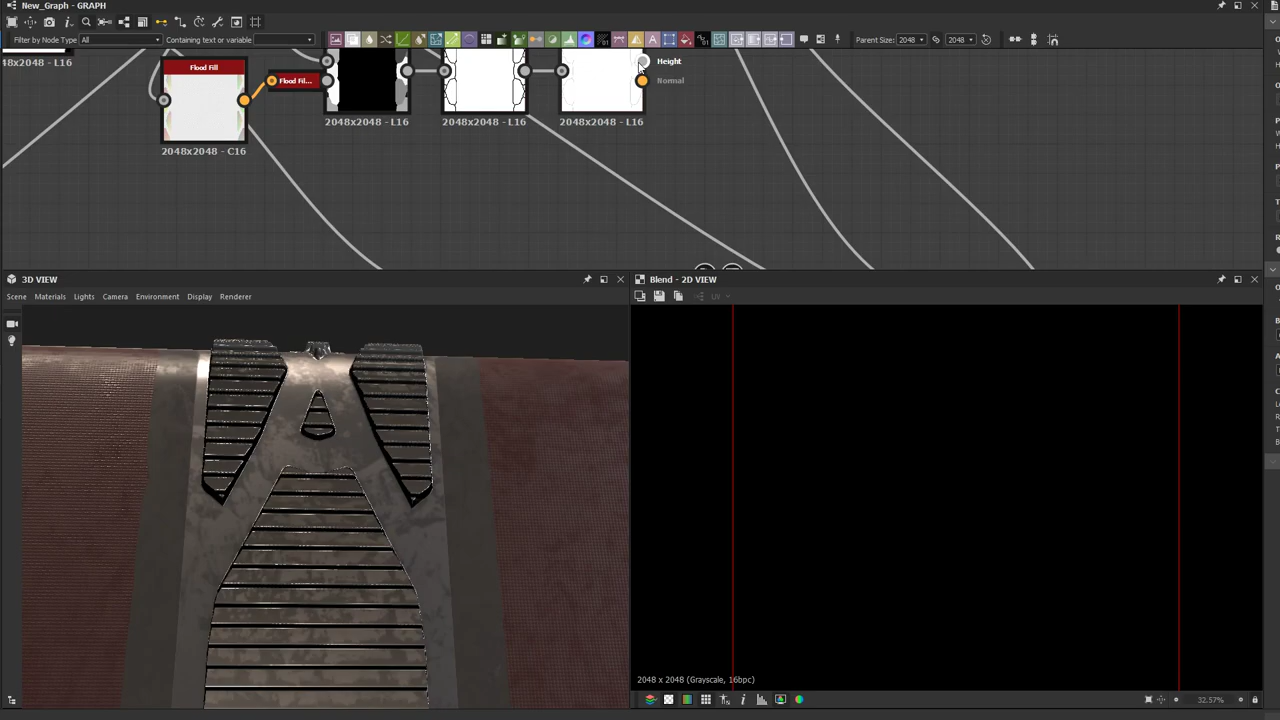 New_Graph - GRAPH
Filter by Node Type All Containing text or variable Parent Size: 2048 2048
48 - L16
Flood Fill
Flood Fil...
Height
Normal
2048x2048 - L16 2048x2048 - L16 2048x2048 - L16
2048x2048 - C16
3D VIEW
Scene Materials Lights Camera Environment Display Renderer
Blend - 2D VIEW
UV
2048 x 2048 (Grayscale, 16bpc)
32.57%